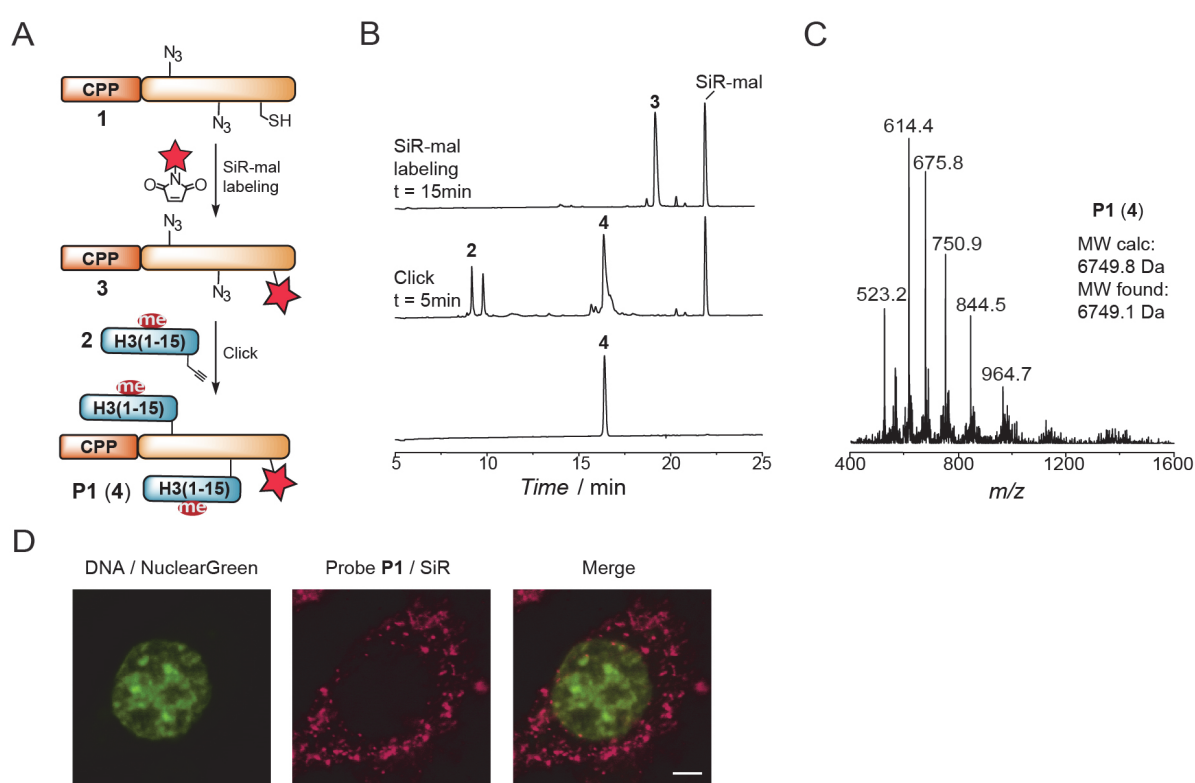 A
N3
CPP
1
N3
SH
SiR-mal
labeling
N
O
O
N3
CPP
3
N3
me
2
H3(1-15)
Click
me
H3(1-15)
CPP
P1 (4)
H3(1-15)
me
B
SiR-mal
3
SiR-mal
labeling
t = 15min
4
2
Click
t = 5min
4
5
10
15
20
25
Time / min
C
614.4
675.8
P1 (4)
750.9
MW calc:
6749.8 Da
MW found:
6749.1 Da
523.2
844.5
964.7
400
800
1200
1600
m/z
D
DNA / NuclearGreen
Probe P1 / SiR
Merge